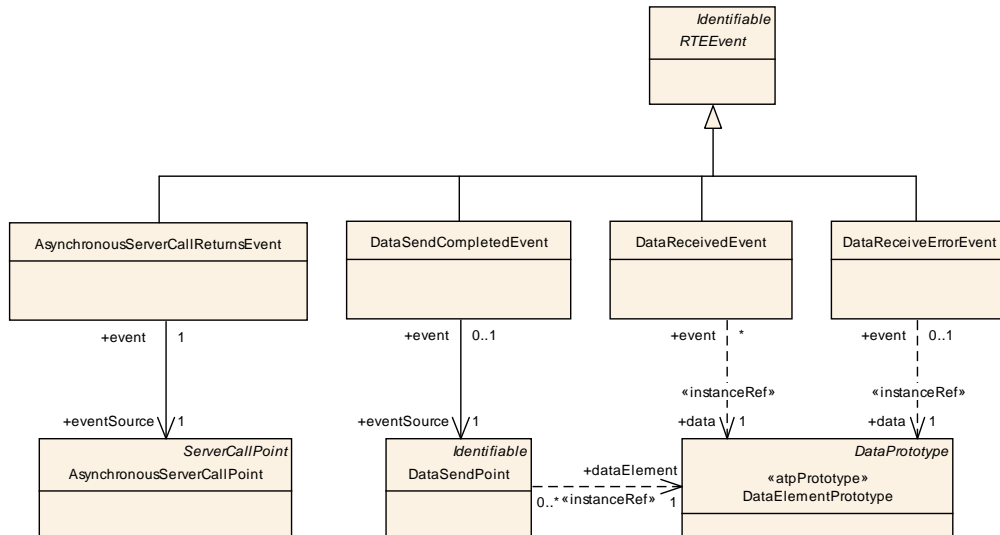 Identifiable
RTEEvent
AsynchronousServerCallReturnsEvent
DataSendCompletedEvent
DataReceivedEvent
DataReceiveErrorEvent
+event 1
+event 0..1
+event *
+event 0..1
«instanceRef»
«instanceRef»
+eventSource 1
+eventSource 1
+data 1
+data 1
ServerCallPoint
AsynchronousServerCallPoint
Identifiable
DataSendPoint
+dataElement
0..* «instanceRef» 1
DataPrototype
«atpPrototype»
DataElementPrototype